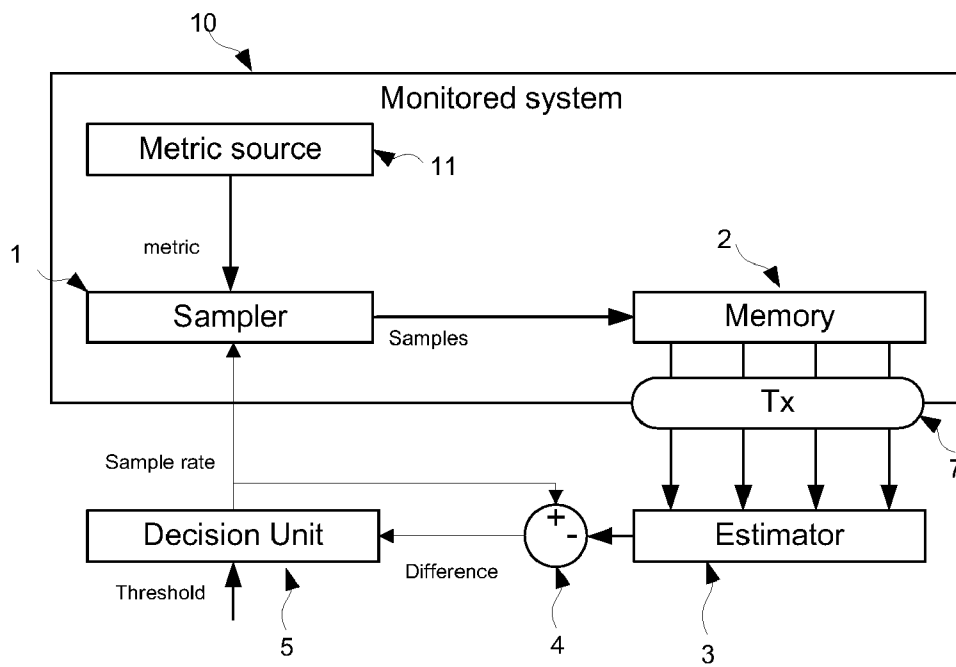 10
Monitored system
Metric source
11
metric
1
2
Sampler
Samples
Memory
Tx
7
Sample rate
+
-
Decision Unit
Estimator
Difference
Threshold
5
4
3